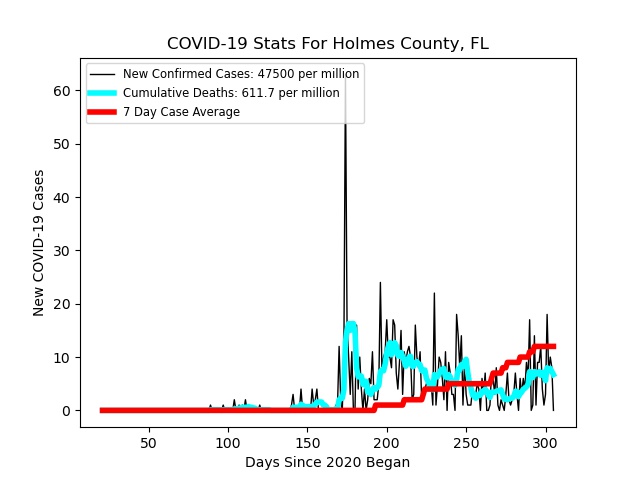 COVID-19 Stats For Holmes County, FL
New Confirmed Cases: 47500 per million
Cumulative Deaths: 611.7 per million
7 Day Case Average
New COVID-19 Cases
60
50
40
30
20
10
0
50 100 150 200 250 300
Days Since 2020 Began